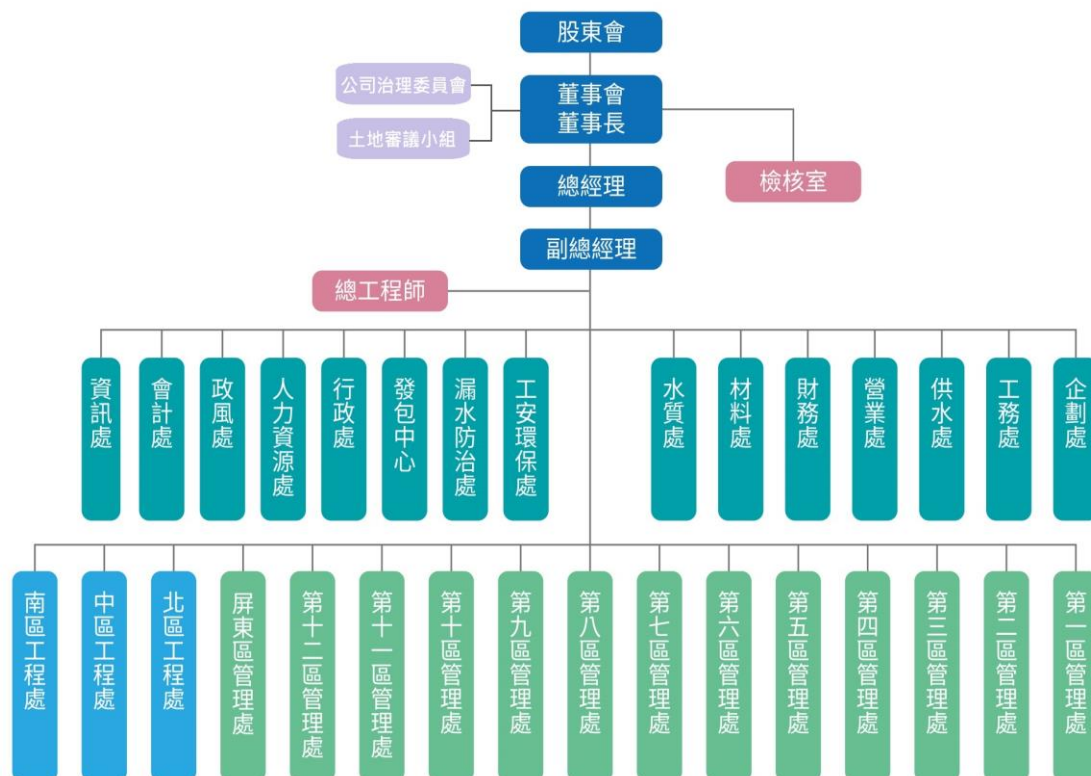 股東會
公司治理委員會
董事會
董事長
土地審議小組
檢核室
總經理
副總經理
總工程師
資訊處
會計處
政風處
人力資源處
行政處
發包中心
漏水防治處
工安環保處
水質處
材料處
財務處
營業處
供水處
工務處
企劃處
南區工程處
中區工程處
北區工程處
屏東區管理處
第十二區管理處
第十一區管理處
第十區管理處
第九區管理處
第八區管理處
第七區管理處
第六區管理處
第五區管理處
第四區管理處
第三區管理處
第二區管理處
第一區管理處